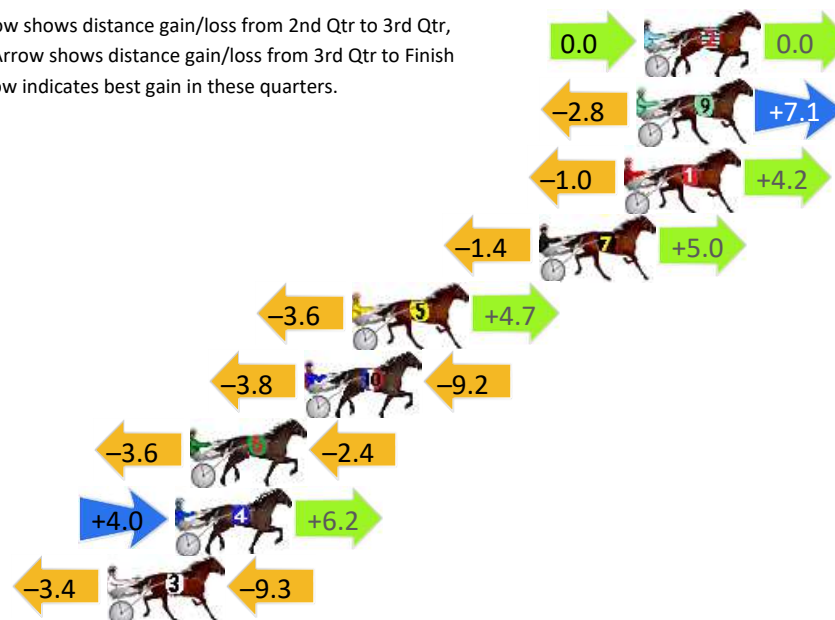 ow shows distance gain/loss from 2nd Qtr to 3rd Qtr,
Arrow shows distance gain/loss from 3rd Qtr to Finish
ow indicates best gain in these quarters.
0.0 2 0.0
–2.8 9 +7.1
–1.0 1 +4.2
–1.4 7 +5.0
–3.6 5 +4.7
–3.8 10 –9.2
–3.6 6 –2.4
+4.0 4 +6.2
–3.4 3 –9.3